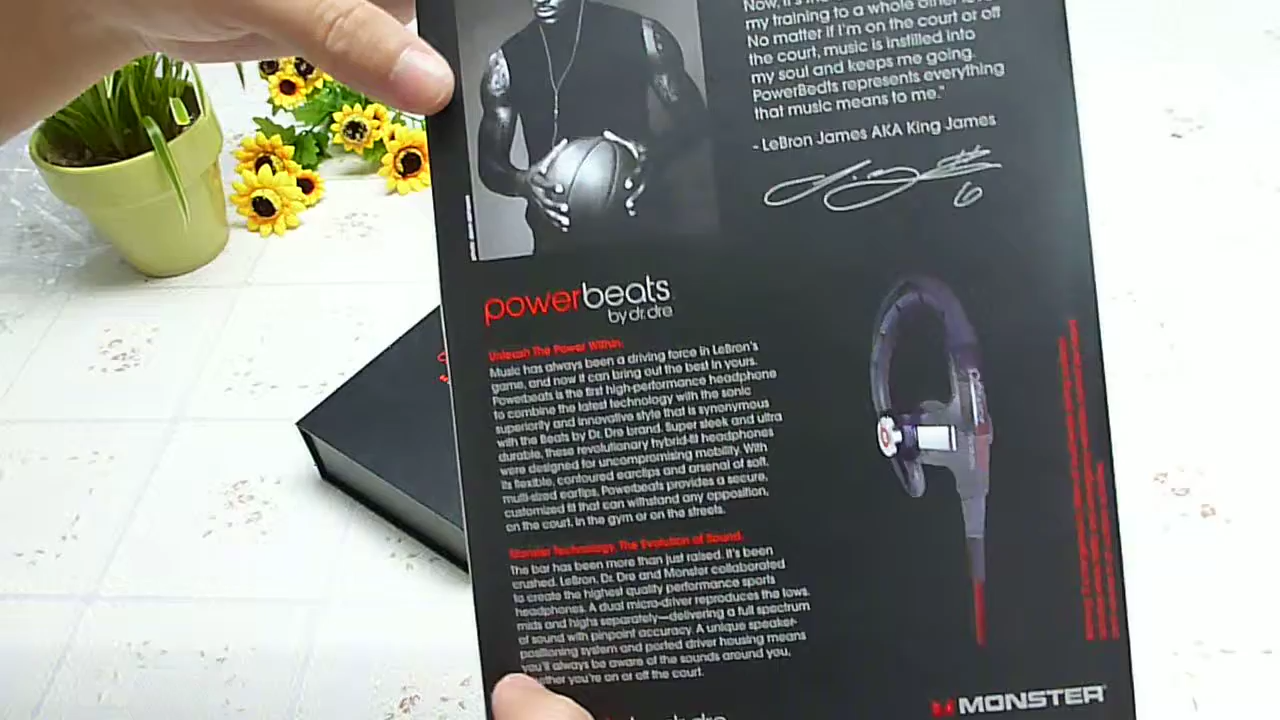 my training to a whole other
No matter if I'm on the court or off
the court, music is instilled into
my soul and keeps me going.
PowerBeats represents everything
that music means to me."
- LeBron James AKA King James
6
powerbeats
by dr. dre
Unleash The Power Within.
Music has always been a driving force in LeBron's
game, and now it can bring out the best in yours.
Powerbeats is the first high-performance headphone
to combine the latest technology with the sonic
superiority and innovative style that is synonymous
with the Beats by Dr. Dre brand. Super sleek and ultra
durable, these revolutionary hybrid-fit headphones
were designed for uncompromising mobility. With
its flexible, contoured earclips and arsenal of soft,
multi-sized eartips, Powerbeats provides a secure,
customized fit that can withstand any opposition,
on the court, in the gym or on the streets.
Monster Technology. The Evolution of Sound.
The bar has been more than just raised. It's been
crushed. LeBron, Dr. Dre and Monster collaborated
to create the highest quality performance sports
headphones. A dual micro-driver reproduces the lows,
mids and highs separately—delivering a full spectrum
of sound with pinpoint accuracy. A unique speaker-
positioning system and ported driver housing means
you'll always be aware of the sounds around you,
whether you're on or off the court.
MONSTER